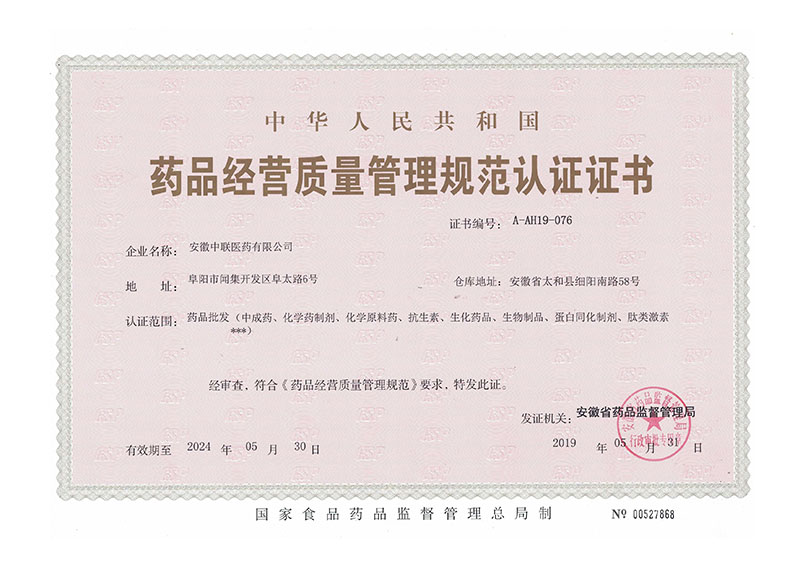 中华人民共和国
药品经营质量管理规范认证证书
证书编号： A-AH19-076
企业名称： 安徽中联医药有限公司
地 址： 阜阳市闻集开发区阜太路6号 仓库地址： 安徽省太和县细阳南路58号
认证范围： 药品批发（中成药、化学药制剂、化学原料药、抗生素、生化药品、生物制品、蛋白同化制剂、肽类激素
***）
经审查，符合《药品经营质量管理规范》要求，特发此证。
发证机关： 安徽省药品监督管理局
有效期至 2024 年 05 月 30 日 2019 年 05 月 31 日
国家食品药品监督管理总局制 Nº 00527868